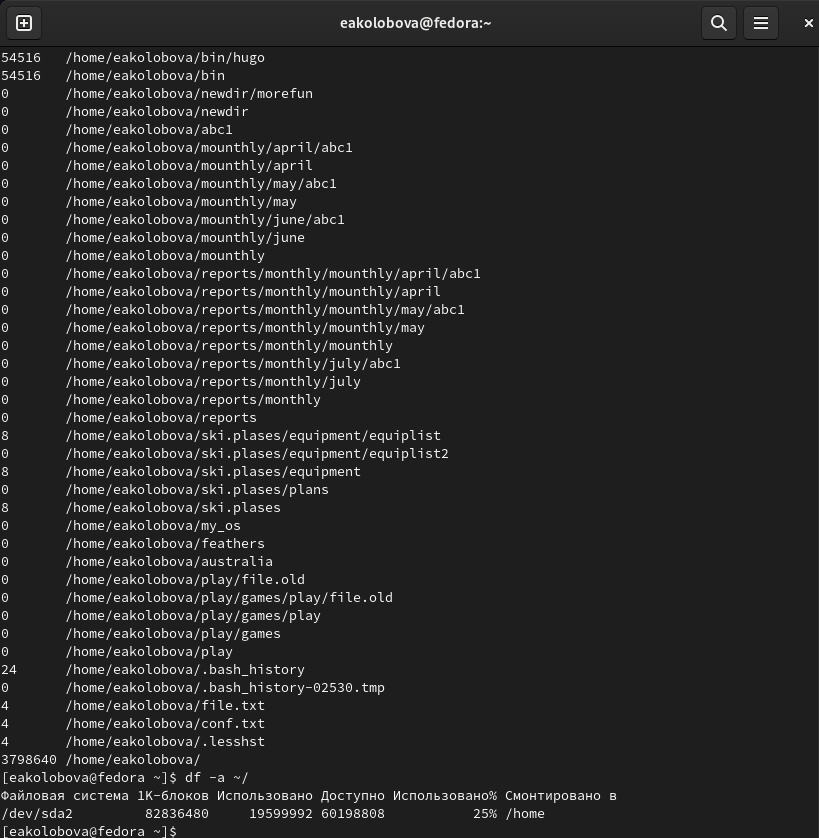 eakolobova@fedora:~
54516 /home/eakolobova/bin/hugo
54516 /home/eakolobova/bin
0 /home/eakolobova/newdir/morefun
0 /home/eakolobova/newdir
0 /home/eakolobova/abc1
0 /home/eakolobova/mounthly/april/abc1
0 /home/eakolobova/mounthly/april
0 /home/eakolobova/mounthly/may/abc1
0 /home/eakolobova/mounthly/may
0 /home/eakolobova/mounthly/june/abc1
0 /home/eakolobova/mounthly/june
0 /home/eakolobova/mounthly
0 /home/eakolobova/reports/monthly/mounthly/april/abc1
0 /home/eakolobova/reports/monthly/mounthly/april
0 /home/eakolobova/reports/monthly/mounthly/may/abc1
0 /home/eakolobova/reports/monthly/mounthly/may
0 /home/eakolobova/reports/monthly/mounthly
0 /home/eakolobova/reports/monthly/july/abc1
0 /home/eakolobova/reports/monthly/july
0 /home/eakolobova/reports/monthly
0 /home/eakolobova/reports
8 /home/eakolobova/ski.plases/equipment/equiplist
0 /home/eakolobova/ski.plases/equipment/equiplist2
8 /home/eakolobova/ski.plases/equipment
0 /home/eakolobova/ski.plases/plans
8 /home/eakolobova/ski.plases
0 /home/eakolobova/my_os
0 /home/eakolobova/feathers
0 /home/eakolobova/australia
0 /home/eakolobova/play/file.old
0 /home/eakolobova/play/games/play/file.old
0 /home/eakolobova/play/games/play
0 /home/eakolobova/play/games
0 /home/eakolobova/play
24 /home/eakolobova/.bash_history
0 /home/eakolobova/.bash_history-02530.tmp
4 /home/eakolobova/file.txt
4 /home/eakolobova/conf.txt
4 /home/eakolobova/.lesshst
3798640 /home/eakolobova/
[eakolobova@fedora ~]$ df -a ~/
Файловая система 1K-блоков Использовано Доступно Использовано% Смонтировано в
/dev/sda2 82836480 19599992 60198808 25% /home
[eakolobova@fedora ~]$